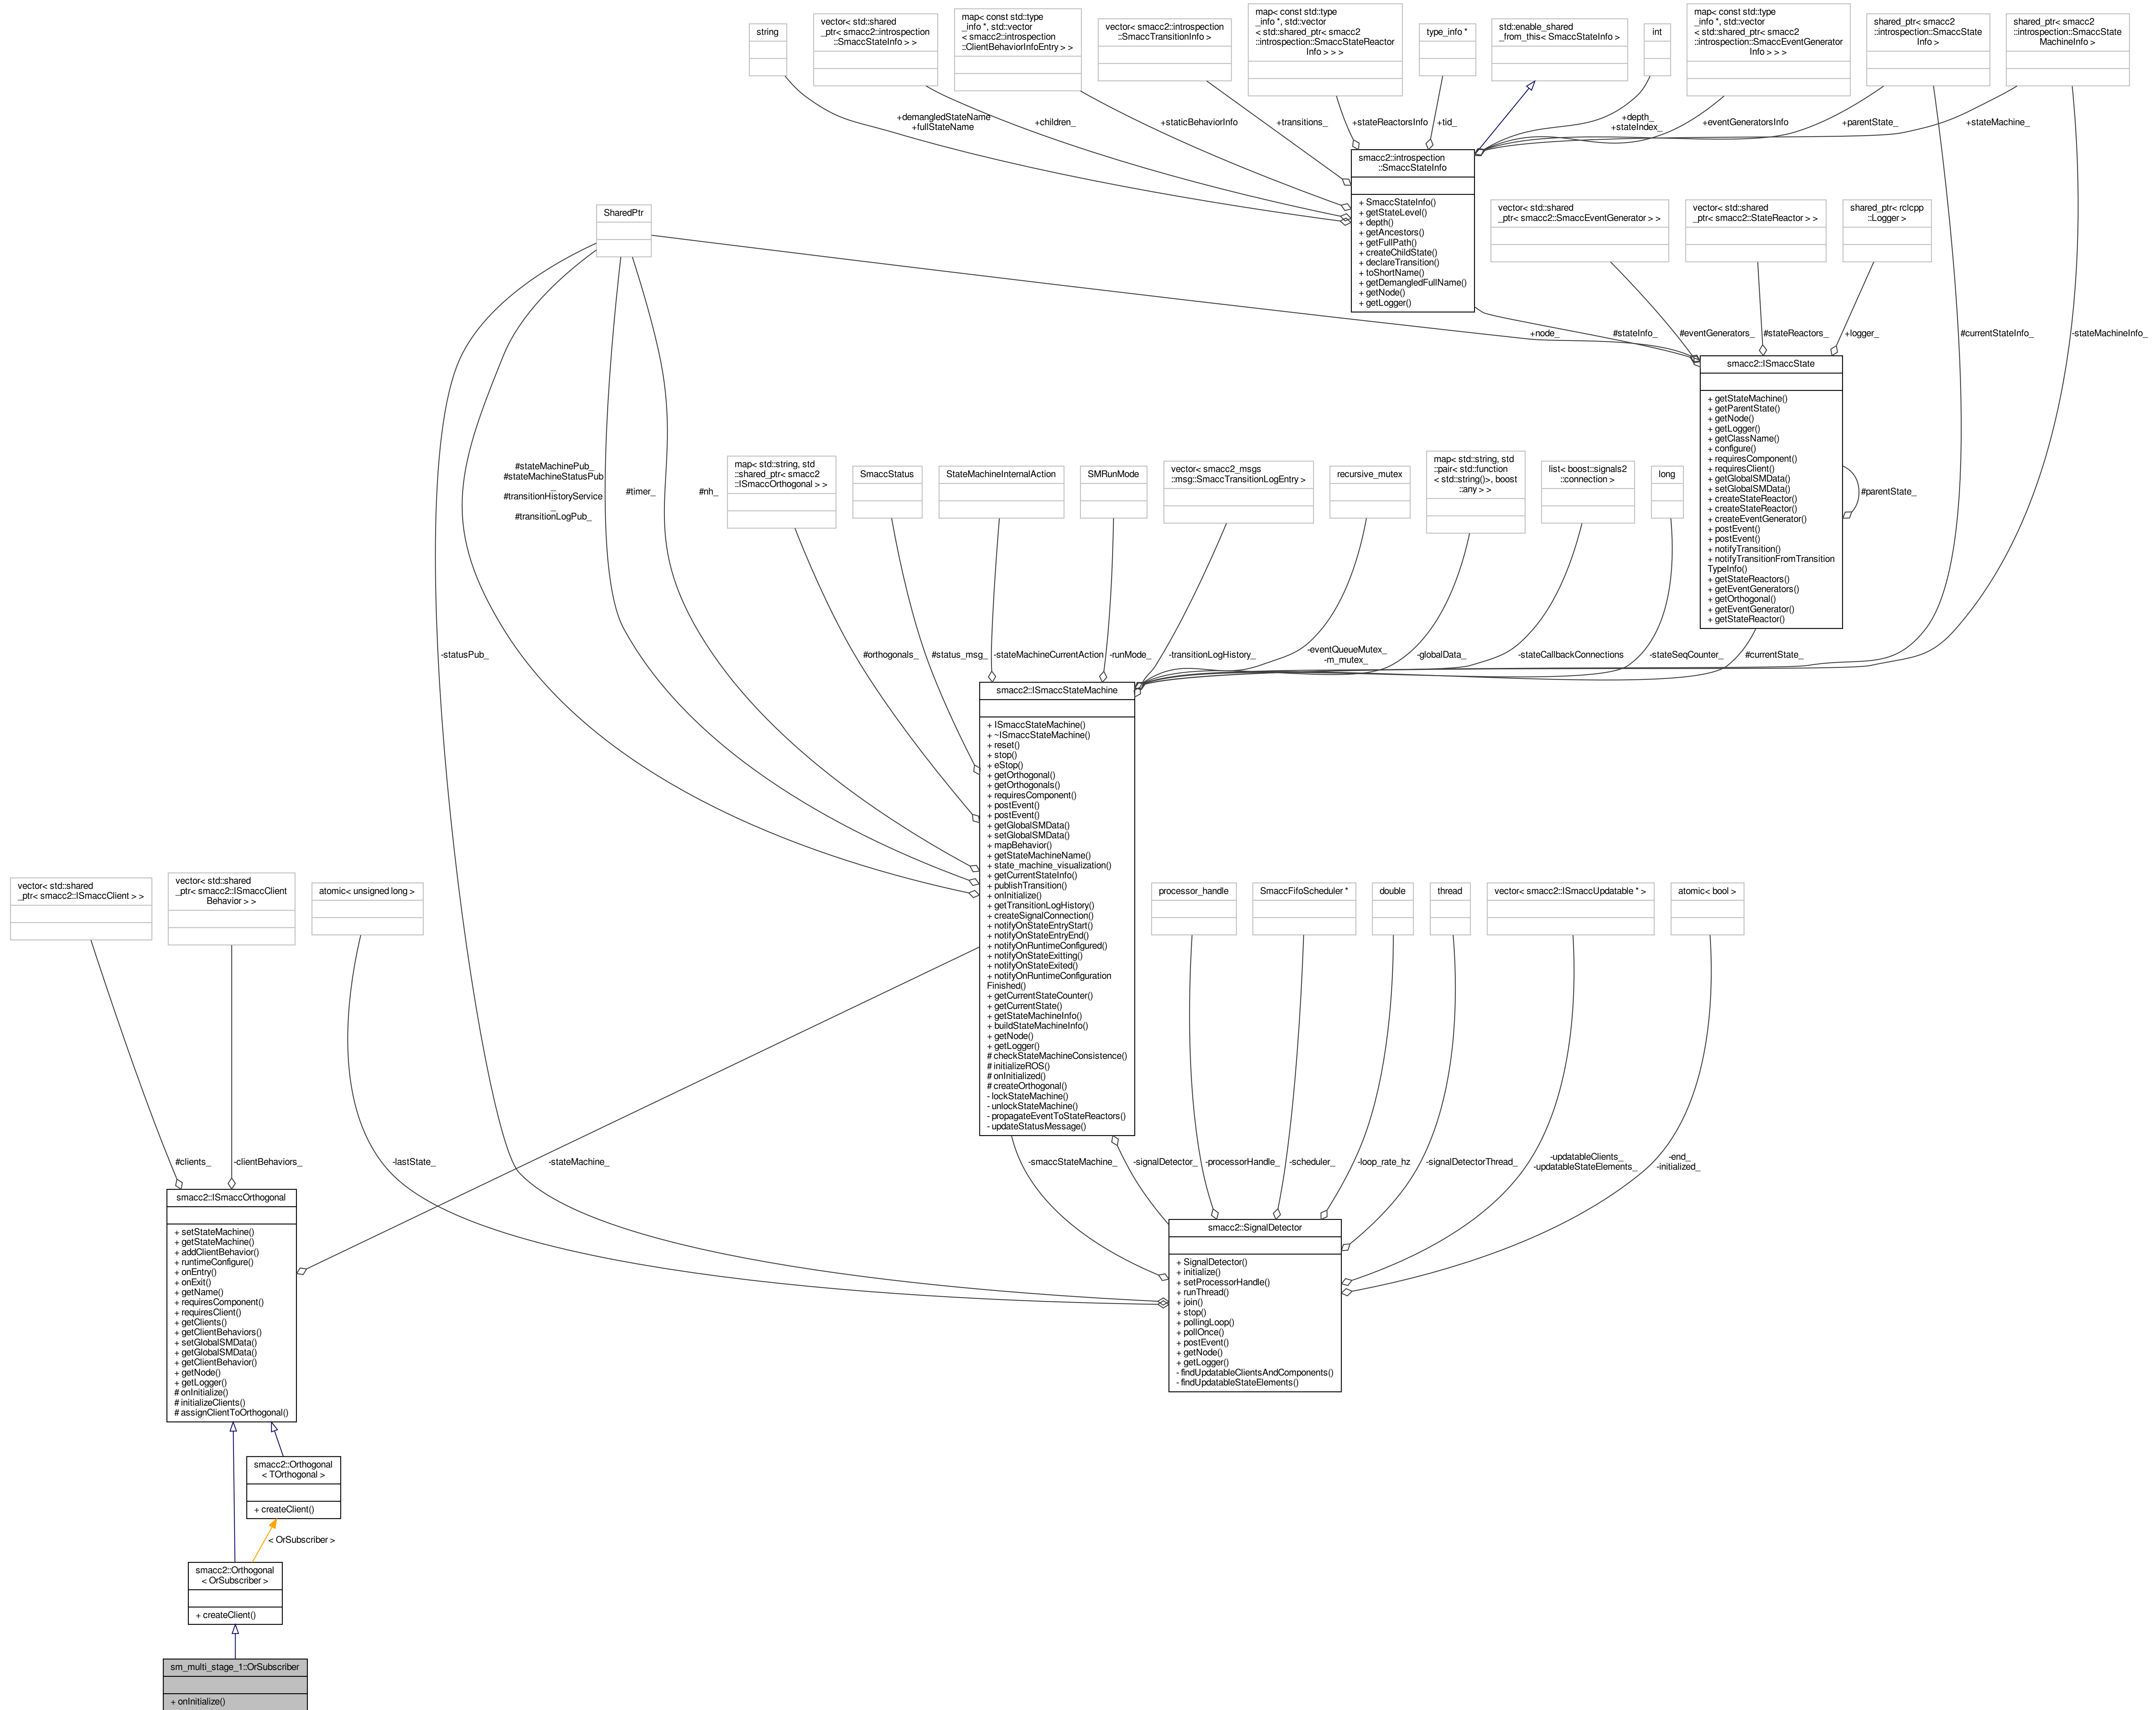 string
vector< std::shared
_ptr< smacc2::introspection
::SmaccStateInfo > >
map< const std::type
_info *, std::vector
< smacc2::introspection
::ClientBehaviorInfoEntry > >
vector< smacc2::introspection
::SmaccTransitionInfo >
map< const std::type
_info *, std::vector
< std::shared_ptr< smacc2
::introspection::SmaccStateReactor
Info > > >
type_info *
std::enable_shared
_from_this< SmaccStateInfo >
int
map< const std::type
_info *, std::vector
< std::shared_ptr< smacc2
::introspection::SmaccEventGenerator
Info > > >
shared_ptr< smacc2
::introspection::SmaccState
Info >
shared_ptr< smacc2
::introspection::SmaccState
MachineInfo >
+demangledStateName
+fullStateName
+children_
+staticBehaviorInfo
+transitions_
+stateReactorsInfo
+tid_
+depth_
+stateIndex_
+eventGeneratorsInfo
+parentState_
+stateMachine_
smacc2::introspection
::SmaccStateInfo
+ SmaccStateInfo()
+ getStateLevel()
+ depth()
+ getAncestors()
+ getFullPath()
+ createChildState()
+ declareTransition()
+ toShortName()
+ getDemangledFullName()
+ getNode()
+ getLogger()
SharedPtr
vector< std::shared
_ptr< smacc2::SmaccEventGenerator > >
vector< std::shared
_ptr< smacc2::StateReactor > >
shared_ptr< rclcpp
::Logger >
+node_
#stateInfo_
#eventGenerators_
#stateReactors_
+logger_
#currentStateInfo_
-stateMachineInfo_
smacc2::ISmaccState
+ getStateMachine()
+ getParentState()
+ getNode()
+ getLogger()
+ getClassName()
+ configure()
+ requiresComponent()
+ requiresClient()
+ getGlobalSMData()
+ setGlobalSMData()
+ createStateReactor()
+ createStateReactor()
+ createEventGenerator()
+ postEvent()
+ postEvent()
+ notifyTransition()
+ notifyTransitionFromTransition
TypeInfo()
+ getStateReactors()
+ getEventGenerators()
+ getOrthogonal()
+ getEventGenerator()
+ getStateReactor()
#parentState_
#stateMachinePub_
#stateMachineStatusPub
_
#transitionHistoryService
_
#transitionLogPub_
#timer_
#nh_
map< std::string, std
::shared_ptr< smacc2
::ISmaccOrthogonal > >
SmaccStatus
StateMachineInternalAction
SMRunMode
vector< smacc2_msgs
::msg::SmaccTransitionLogEntry >
recursive_mutex
map< std::string, std
::pair< std::function
< std::string()>, boost
::any > >
list< boost::signals2
::connection >
long
-statusPub_
#orthogonals_
#status_msg_
-stateMachineCurrentAction
-runMode_
-transitionLogHistory_
-eventQueueMutex_
-m_mutex_
-globalData_
-stateCallbackConnections
-stateSeqCounter_
#currentState_
smacc2::ISmaccStateMachine
+ ISmaccStateMachine()
+ ~ISmaccStateMachine()
+ reset()
+ stop()
+ eStop()
+ getOrthogonal()
+ getOrthogonals()
+ requiresComponent()
+ postEvent()
+ postEvent()
+ getGlobalSMData()
+ setGlobalSMData()
+ mapBehavior()
+ getStateMachineName()
+ state_machine_visualization()
+ getCurrentStateInfo()
+ publishTransition()
+ onInitialize()
+ getTransitionLogHistory()
+ createSignalConnection()
+ notifyOnStateEntryStart()
+ notifyOnStateEntryEnd()
+ notifyOnRuntimeConfigured()
+ notifyOnStateExitting()
+ notifyOnStateExited()
+ notifyOnRuntimeConfiguration
Finished()
+ getCurrentStateCounter()
+ getCurrentState()
+ getStateMachineInfo()
+ buildStateMachineInfo()
+ getNode()
+ getLogger()
# checkStateMachineConsistence()
# initializeROS()
# onInitialized()
# createOrthogonal()
- lockStateMachine()
- unlockStateMachine()
- propagateEventToStateReactors()
- updateStatusMessage()
vector< std::shared
_ptr< smacc2::ISmaccClient > >
vector< std::shared
_ptr< smacc2::ISmaccClient
Behavior > >
atomic< unsigned long >
processor_handle
SmaccFifoScheduler *
double
thread
vector< smacc2::ISmaccUpdatable * >
atomic< bool >
#clients_
-clientBehaviors_
-lastState_
-stateMachine_
-smaccStateMachine_
-signalDetector_
-processorHandle_
-scheduler_
-loop_rate_hz
-signalDetectorThread_
-updatableClients_
-updatableStateElements_
-end_
-initialized_
smacc2::ISmaccOrthogonal
+ setStateMachine()
+ getStateMachine()
+ addClientBehavior()
+ runtimeConfigure()
+ onEntry()
+ onExit()
+ getName()
+ requiresComponent()
+ requiresClient()
+ getClients()
+ getClientBehaviors()
+ setGlobalSMData()
+ getGlobalSMData()
+ getClientBehavior()
+ getNode()
+ getLogger()
# onInitialize()
# initializeClients()
# assignClientToOrthogonal()
smacc2::SignalDetector
+ SignalDetector()
+ initialize()
+ setProcessorHandle()
+ runThread()
+ join()
+ stop()
+ pollingLoop()
+ pollOnce()
+ postEvent()
+ getNode()
+ getLogger()
- findUpdatableClientsAndComponents()
- findUpdatableStateElements()
smacc2::Orthogonal
< TOrthogonal >
+ createClient()
< OrSubscriber >
smacc2::Orthogonal
< OrSubscriber >
+ createClient()
sm_multi_stage_1::OrSubscriber
+ onInitialize()